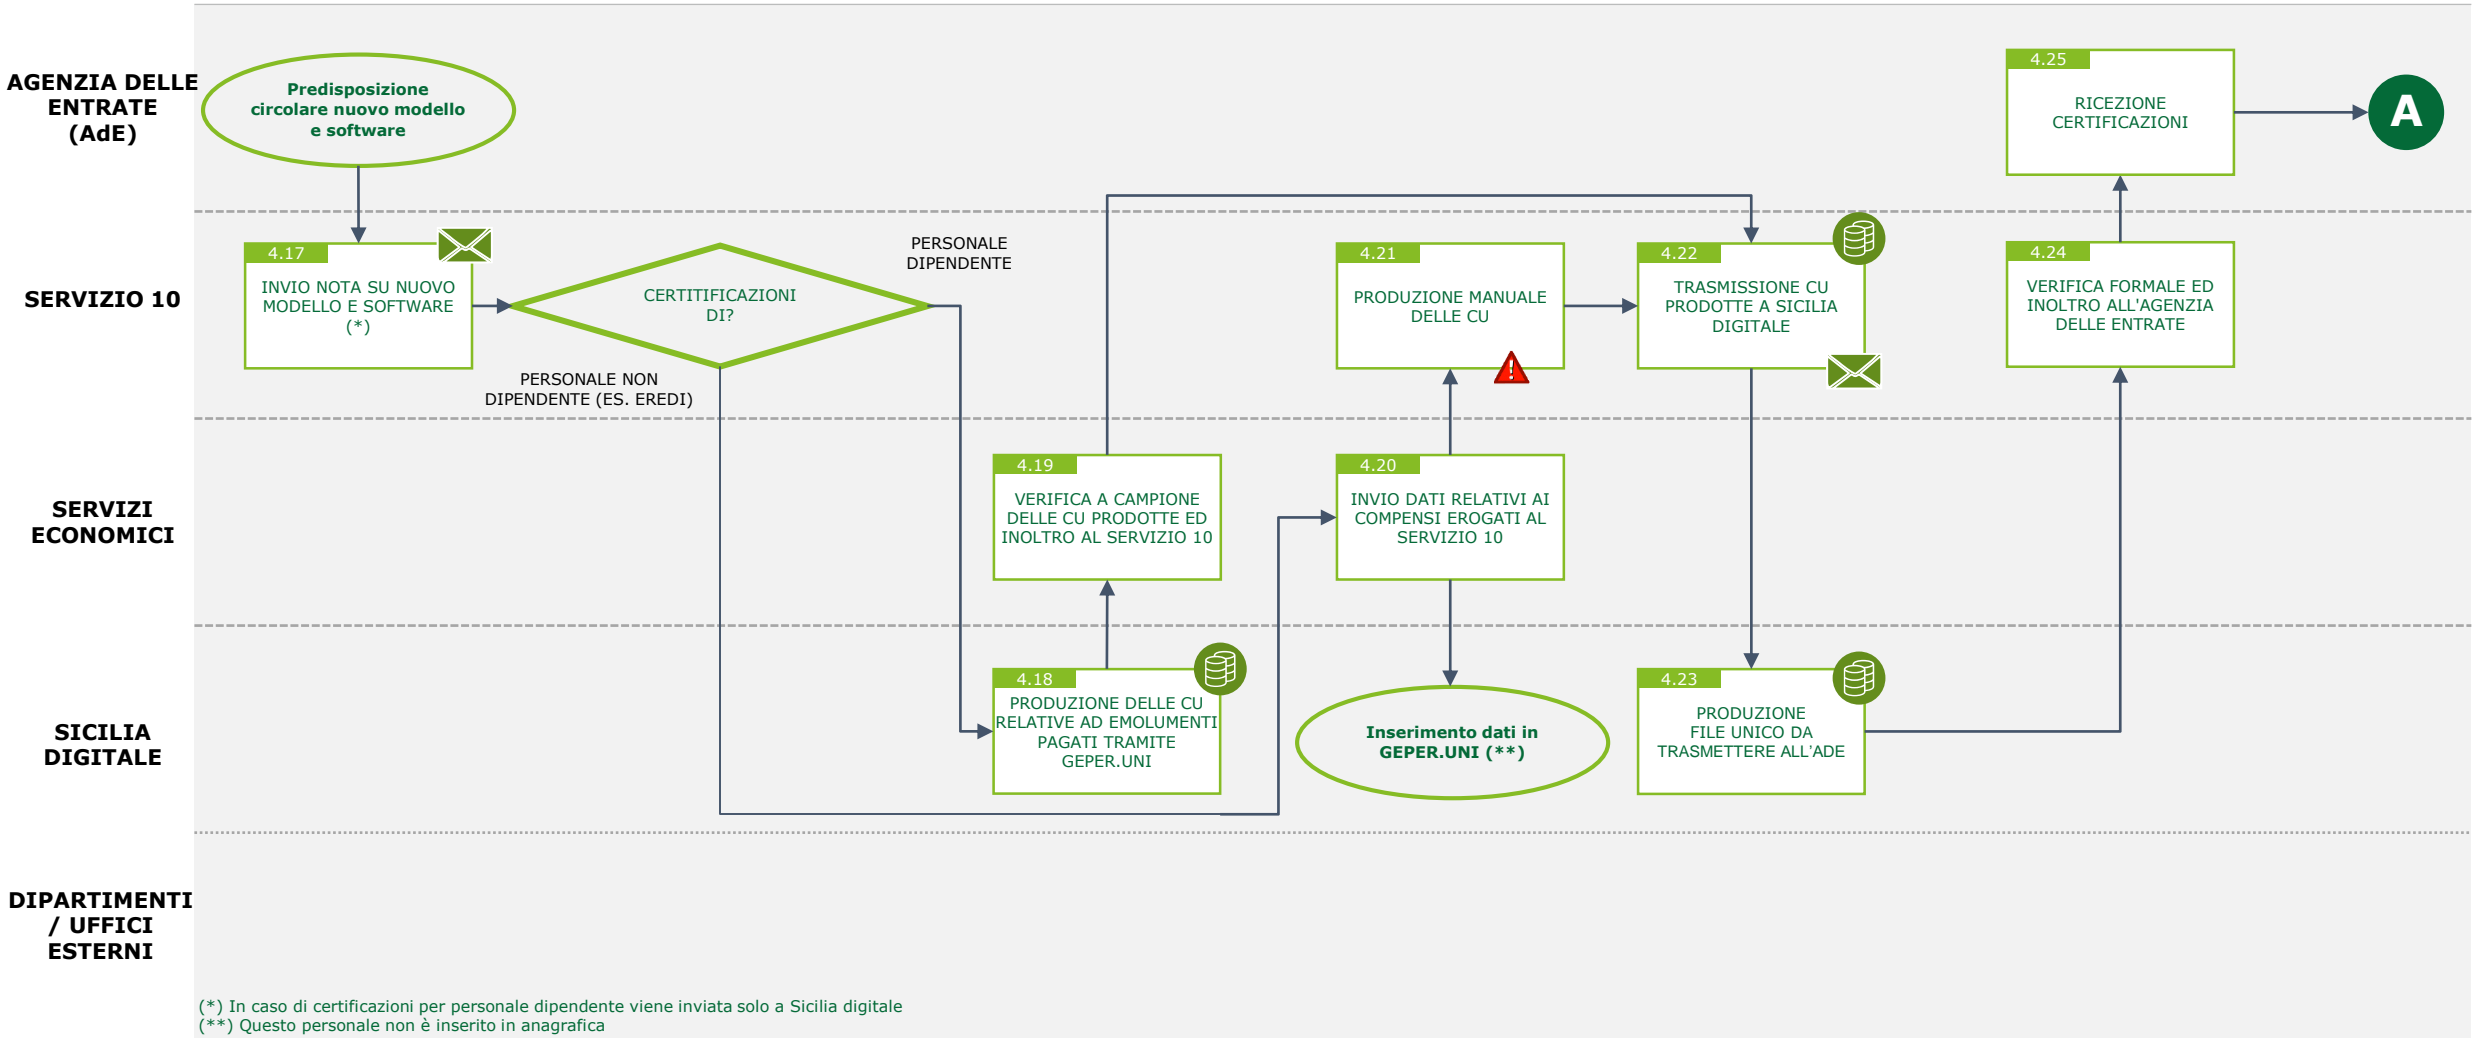 AGENZIA DELLE
ENTRATE
(AdE)
Predisposizione
circolare nuovo modello
e software
4.25
RICEZIONE
CERTIFICAZIONI
A
SERVIZIO 10
4.17
INVIO NOTA SU NUOVO
MODELLO E SOFTWARE
(*)
CERTITIFICAZIONI
DI?
PERSONALE
DIPENDENTE
PERSONALE NON
DIPENDENTE (ES. EREDI)
4.21
PRODUZIONE MANUALE
DELLE CU
!
4.22
TRASMISSIONE CU
PRODOTTE A SICILIA
DIGITALE
4.24
VERIFICA FORMALE ED
INOLTRO ALL'AGENZIA
DELLE ENTRATE
SERVIZI
ECONOMICI
4.19
VERIFICA A CAMPIONE
DELLE CU PRODOTTE ED
INOLTRO AL SERVIZIO 10
4.20
INVIO DATI RELATIVI AI
COMPENSI EROGATI AL
SERVIZIO 10
SICILIA
DIGITALE
4.18
PRODUZIONE DELLE CU
RELATIVE AD EMOLUMENTI
PAGATI TRAMITE
GEPER.UNI
Inserimento dati in
GEPER.UNI (**)
4.23
PRODUZIONE
FILE UNICO DA
TRASMETTERE ALL'ADE
DIPARTIMENTI
/ UFFICI
ESTERNI
(*) In caso di certificazioni per personale dipendente viene inviata solo a Sicilia digitale
(**) Questo personale non è inserito in anagrafica